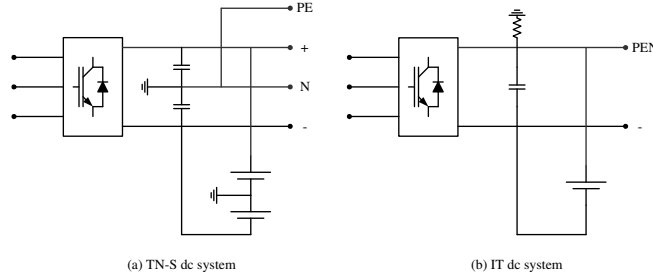 PE
+
N
-
(a) TN-S dc system
PEN
-
(b) IT dc system